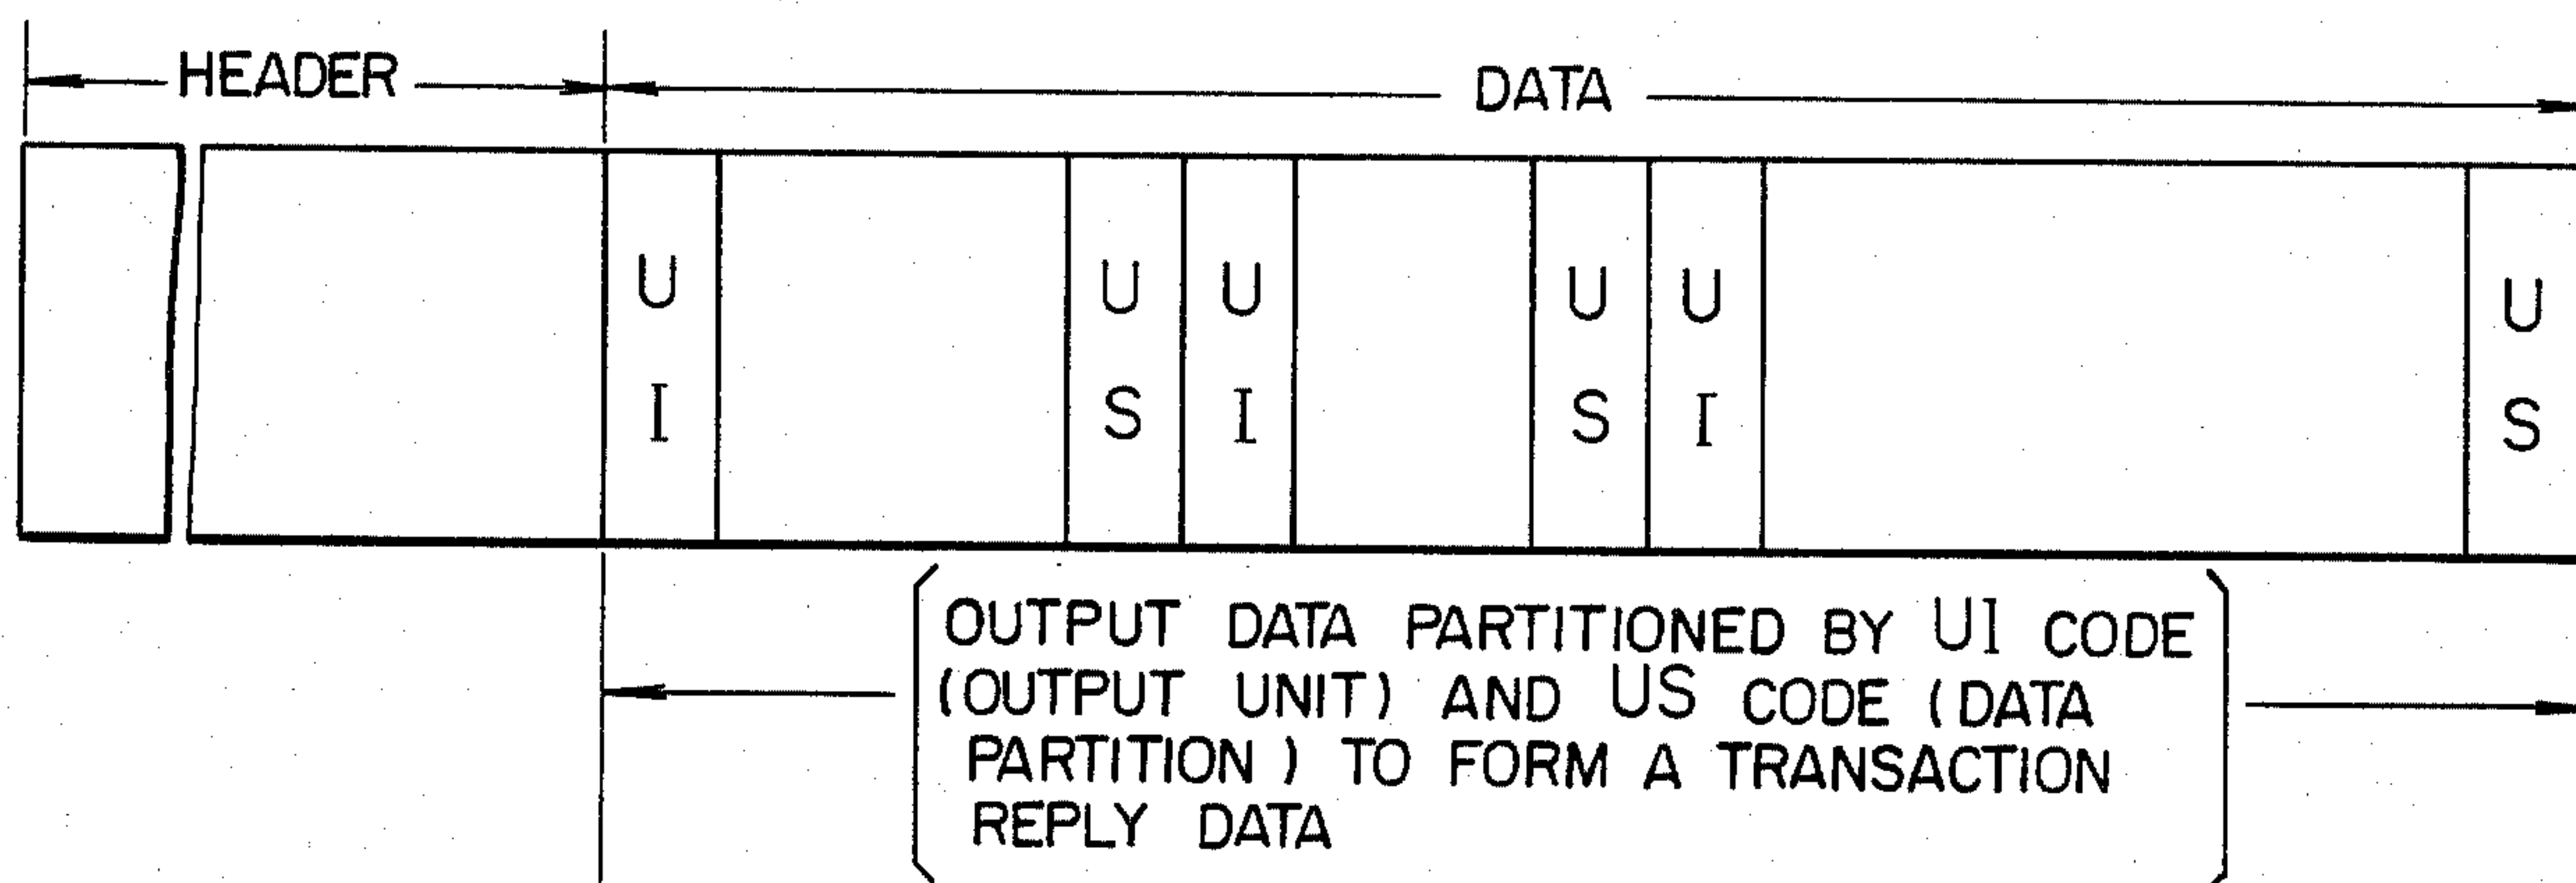 HEADER DATA
U U U U U U
I S I S I S
OUTPUT DATA PARTITIONED BY UI CODE
(OUTPUT UNIT) AND US CODE (DATA
PARTITION) TO FORM A TRANSACTION
REPLY DATA